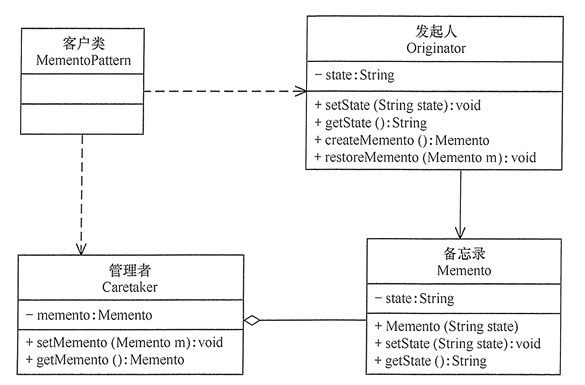 客户类
MementoPattern
发起人
Originator
− state:String
+ setState (String state):void
+ getState ():String
+ createMemento ():Memento
+ restoreMemento (Memento m):void
管理者
Caretaker
− memento:Memento
+ setMemento (Memento m):void
+ getMemento ():Memento
备忘录
Memento
− state:String
+ Memento (String state)
+ setState (String state):void
+ getState ():String